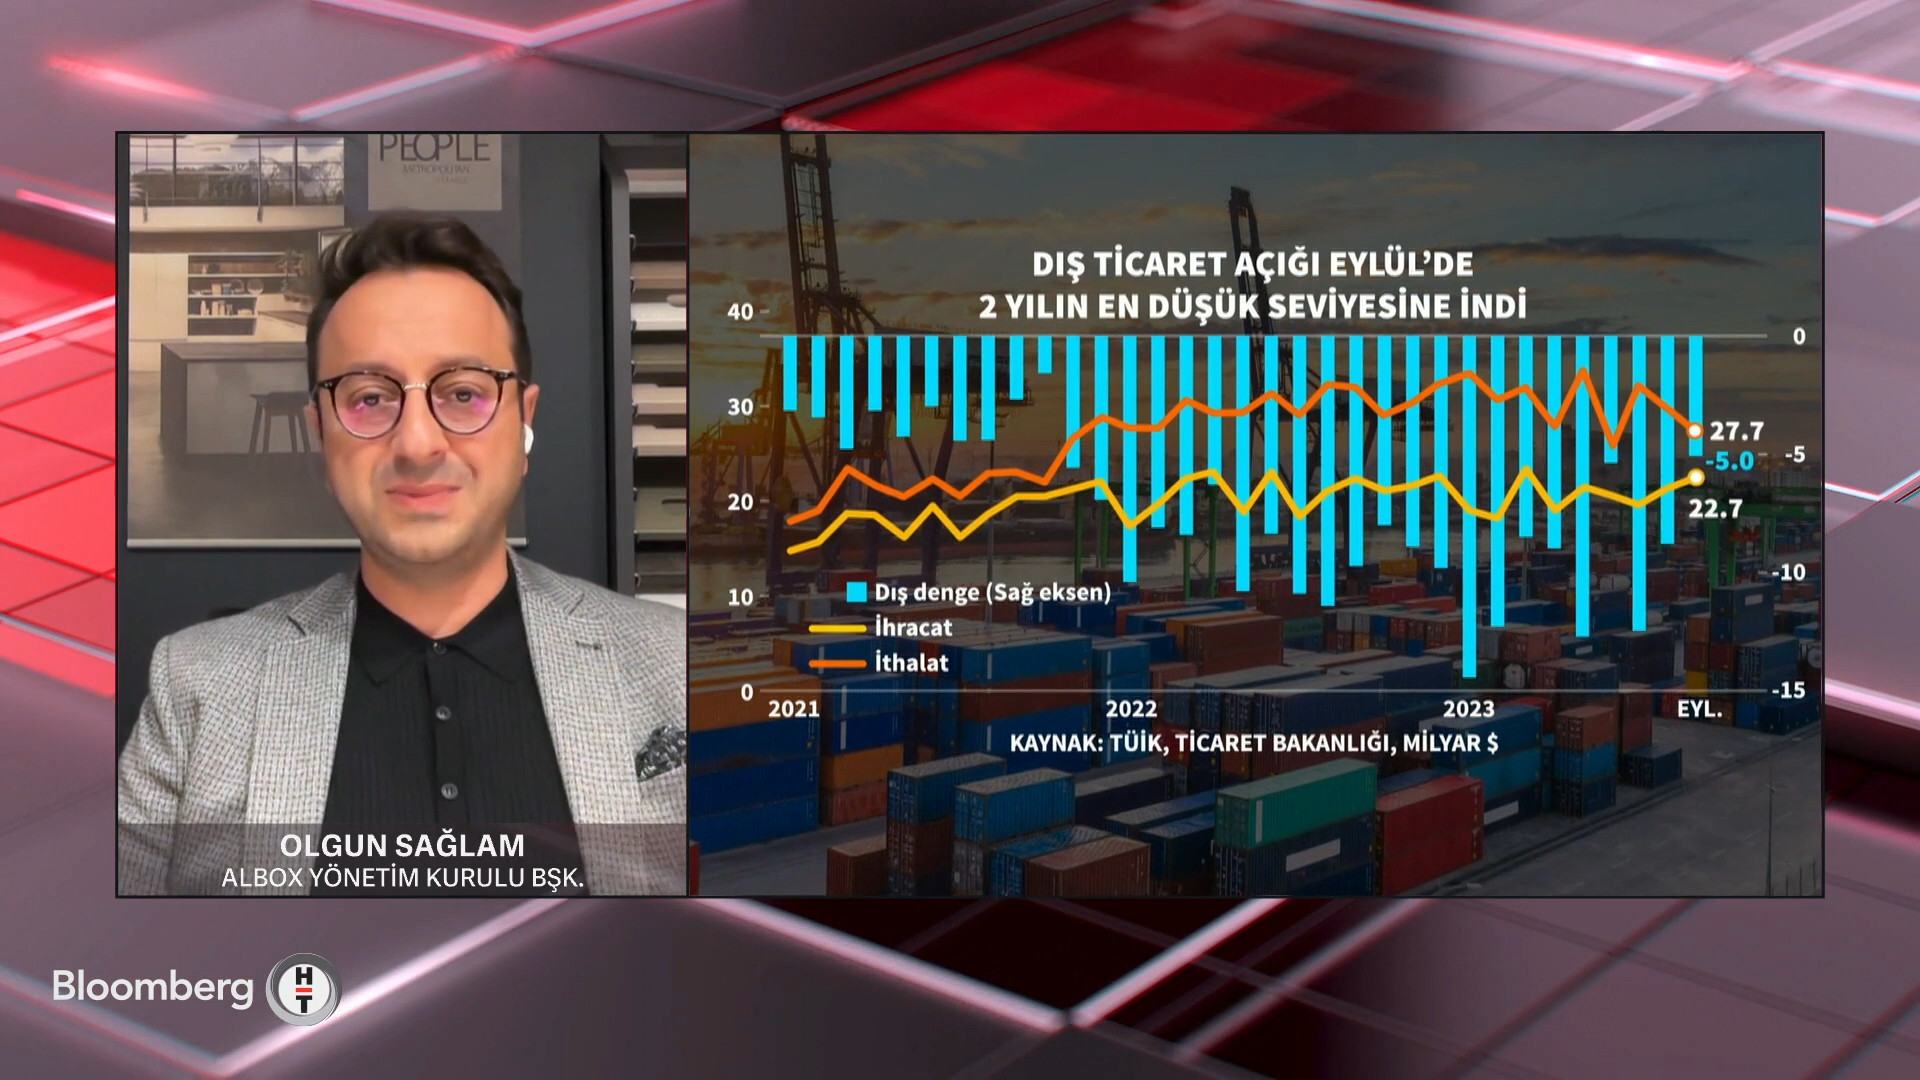 PEOPLE
METROPOLITAN
DIŞ TİCARET AÇIĞI EYLÜL’DE
2 YILIN EN DÜŞÜK SEVİYESİNE İNDİ
40
30
20
10
0
0
-5
-10
-15
27.7
-5.0
22.7
Dış denge (Sağ eksen)
İhracat
İthalat
2021 2022 2023 EYL.
KAYNAK: TÜİK, TİCARET BAKANLIĞI, MİLYAR $
OLGUN SAĞLAM
ALBOX YÖNETİM KURULU BŞK.
Bloomberg HT